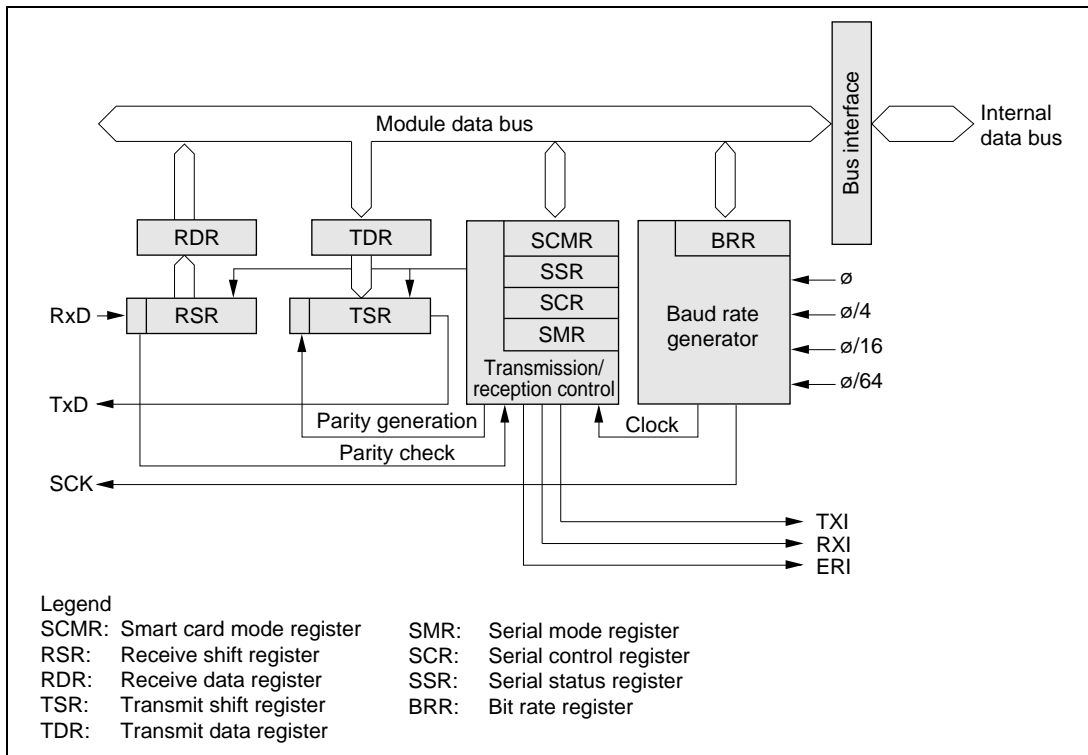 Module data bus
Bus interface
Internal
data bus
RDR
TDR
SCMR
BRR
SSR
RxD
RSR
TSR
SCR
SMR
Baud rate
generator
ø
ø/4
ø/16
ø/64
Transmission/
reception control
TxD
Parity generation
Clock
Parity check
SCK
TXI
RXI
ERI
Legend
SCMR: Smart card mode register
RSR: Receive shift register
RDR: Receive data register
TSR: Transmit shift register
TDR: Transmit data register
SMR: Serial mode register
SCR: Serial control register
SSR: Serial status register
BRR: Bit rate register